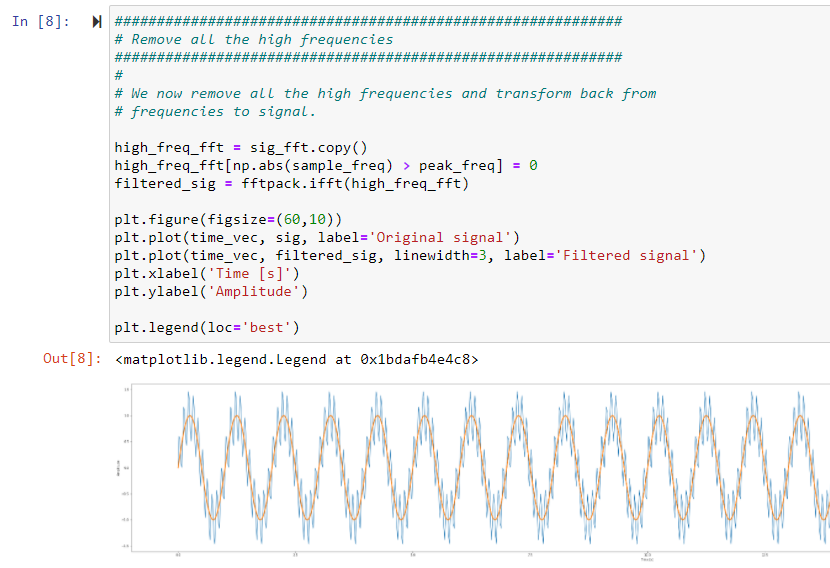 In [8]:
############################################################
# Remove all the high frequencies
############################################################
#
# We now remove all the high frequencies and transform back from
# frequencies to signal.
high_freq_fft = sig_fft.copy()
high_freq_fft[np.abs(sample_freq) > peak_freq] = 0
filtered_sig = fftpack.ifft(high_freq_fft)
plt.figure(figsize=(60,10))
plt.plot(time_vec, sig, label='Original signal')
plt.plot(time_vec, filtered_sig, linewidth=3, label='Filtered signal')
plt.xlabel('Time [s]')
plt.ylabel('Amplitude')
plt.legend(loc='best')
Out[8]: <matplotlib.legend.Legend at 0x1bdafb4e4c8>